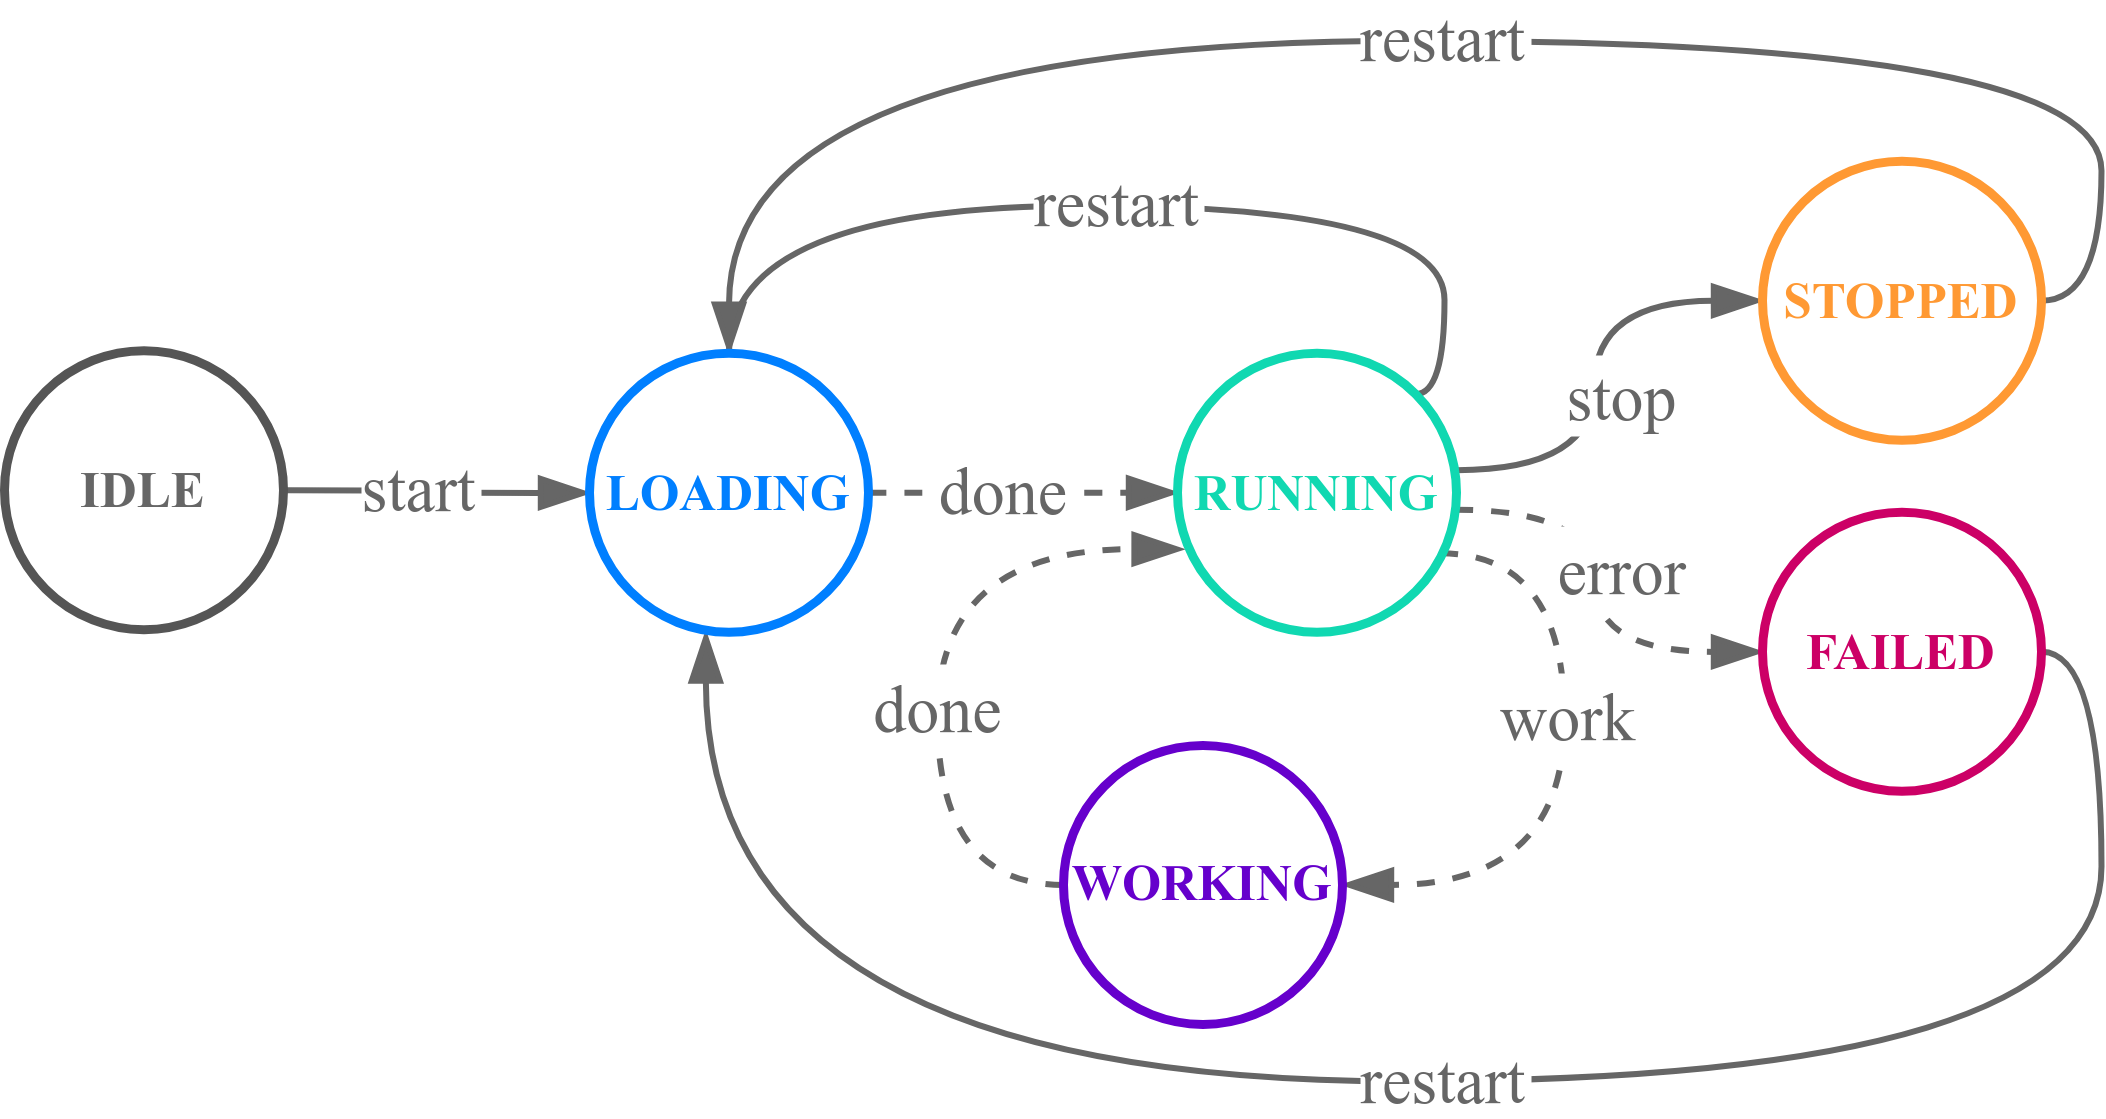 restart
restart
STOPPED
stop
IDLE
start
LOADING
done
RUNNING
error
FAILED
done
work
WORKING
restart